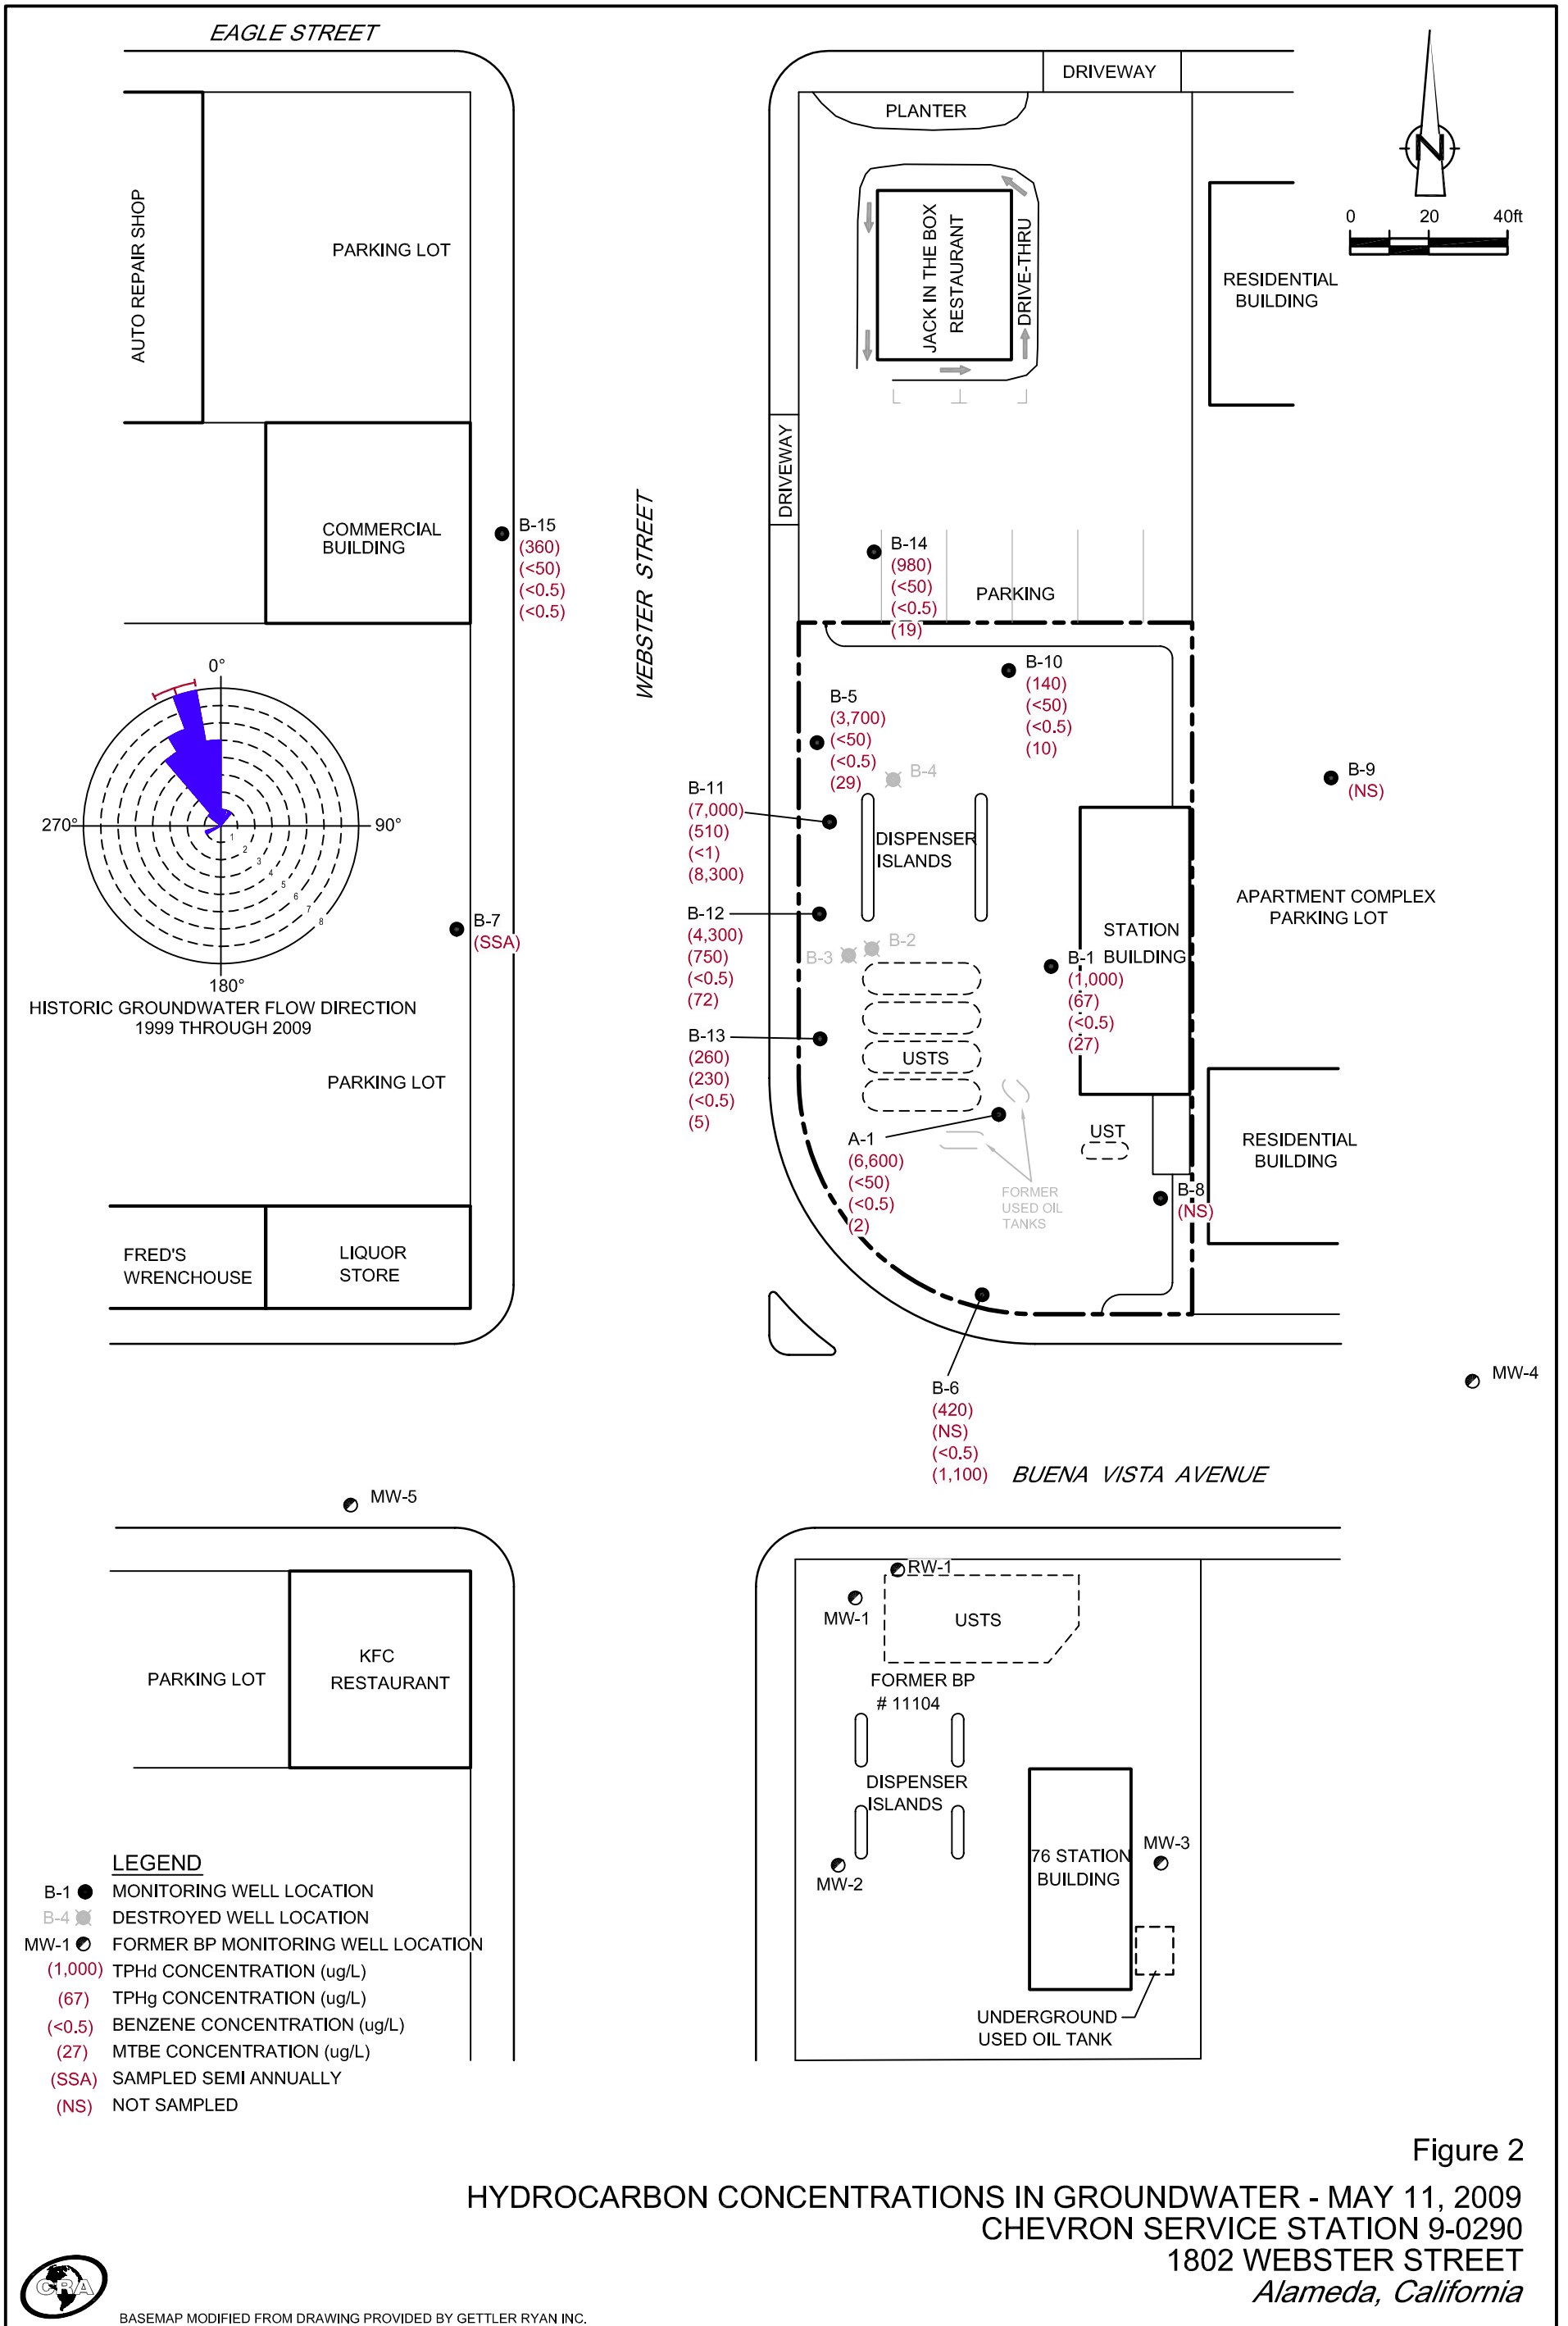 EAGLE STREET
DRIVEWAY
PLANTER
N
0 20 40ft
AUTO REPAIR SHOP
PARKING LOT
JACK IN THE BOX
RESTAURANT
DRIVE-THRU
RESIDENTIAL
BUILDING
DRIVEWAY
COMMERCIAL
BUILDING
B-15
(360)
(<50)
(<0.5)
(<0.5)
WEBSTER STREET
B-14
(980)
(<50)
(<0.5)
(19)
PARKING
B-10
(140)
(<50)
(<0.5)
(10)
B-5
(3,700)
(<50)
(<0.5)
(29)
B-4
B-9
(NS)
B-11
(7,000)
(510)
(<1)
(8,300)
DISPENSER
ISLANDS
0°
270°
90°
180°
1
2
3
4
5
6
7
8
HISTORIC GROUNDWATER FLOW DIRECTION
1999 THROUGH 2009
B-7
(SSA)
B-12
(4,300)
(750)
(<0.5)
(72)
B-3
B-2
STATION
BUILDING
B-1
(1,000)
(67)
(<0.5)
(27)
APARTMENT COMPLEX
PARKING LOT
B-13
(260)
(230)
(<0.5)
(5)
USTS
PARKING LOT
A-1
(6,600)
(<50)
(<0.5)
(2)
FORMER
USED OIL
TANKS
UST
B-8
(NS)
RESIDENTIAL
BUILDING
FRED'S
WRENCHOUSE
LIQUOR
STORE
B-6
(420)
(NS)
(<0.5)
(1,100)
BUENA VISTA AVENUE
MW-4
MW-5
RW-1
MW-1
USTS
PARKING LOT
KFC
RESTAURANT
FORMER BP
# 11104
DISPENSER
ISLANDS
MW-2
76 STATION
BUILDING
MW-3
UNDERGROUND
USED OIL TANK
LEGEND
B-1 MONITORING WELL LOCATION
B-4 DESTROYED WELL LOCATION
MW-1 FORMER BP MONITORING WELL LOCATION
(1,000) TPHd CONCENTRATION (ug/L)
(67) TPHg CONCENTRATION (ug/L)
(<0.5) BENZENE CONCENTRATION (ug/L)
(27) MTBE CONCENTRATION (ug/L)
(SSA) SAMPLED SEMI ANNUALLY
(NS) NOT SAMPLED
Figure 2
HYDROCARBON CONCENTRATIONS IN GROUNDWATER - MAY 11, 2009
CHEVRON SERVICE STATION 9-0290
1802 WEBSTER STREET
Alameda, California
CRA
BASEMAP MODIFIED FROM DRAWING PROVIDED BY GETTLER RYAN INC.